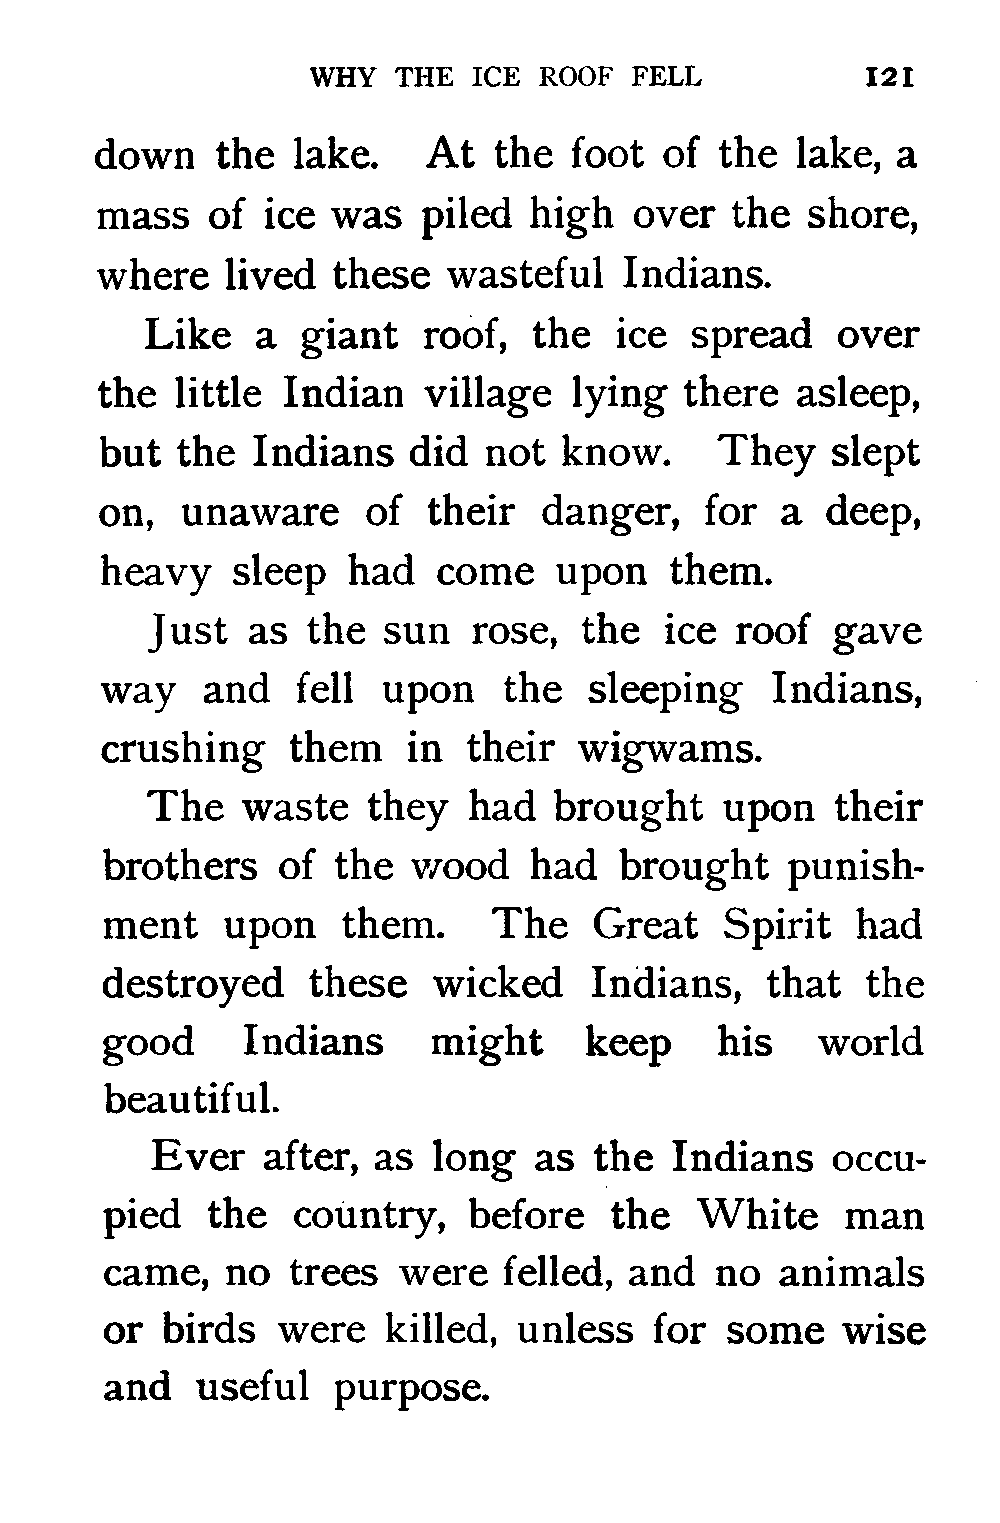 WHY THE ICE ROOF FELL 121
down the lake. At the foot of the lake, a
mass of ice was piled high over the shore,
where lived these wasteful Indians.
Like a giant roof, the ice spread over
the little Indian village lying there asleep,
but the Indians did not know. They slept
on, unaware of their danger, for a deep,
heavy sleep had come upon them.
Just as the sun rose, the ice roof gave
way and fell upon the sleeping Indians,
crushing them in their wigwams.
The waste they had brought upon their
brothers of the wood had brought punish-
ment upon them. The Great Spirit had
destroyed these wicked Indians, that the
good Indians might keep his world
beautiful.
Ever after, as long as the Indians occu-
pied the country, before the White man
came, no trees were felled, and no animals
or birds were killed, unless for some wise
and useful purpose.